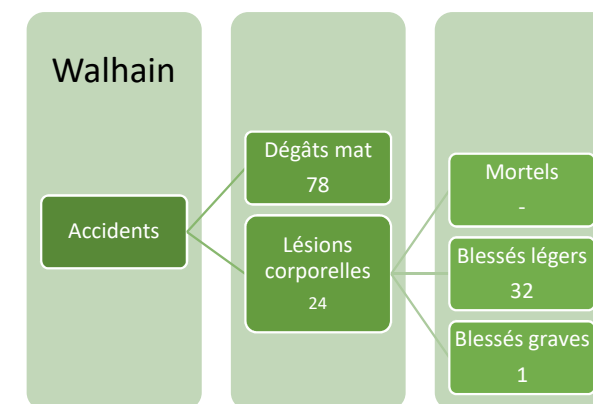 Walhain
Accidents
Dégâts mat
78
Lésions
corporelles
24
Mortels
-
Blessés légers
32
Blessés graves
1